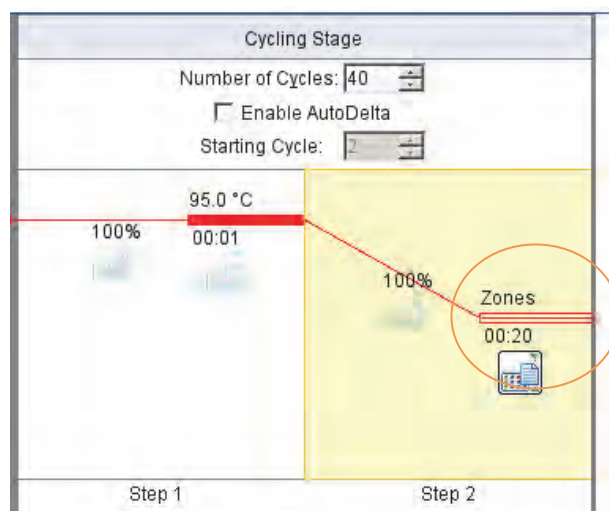 Cycling Stage
Number of Cycles: 40
Enable AutoDelta
Starting Cycle: 2
95.0 °C
100%
00:01
100%
Zones
00:20
Step 1
Step 2